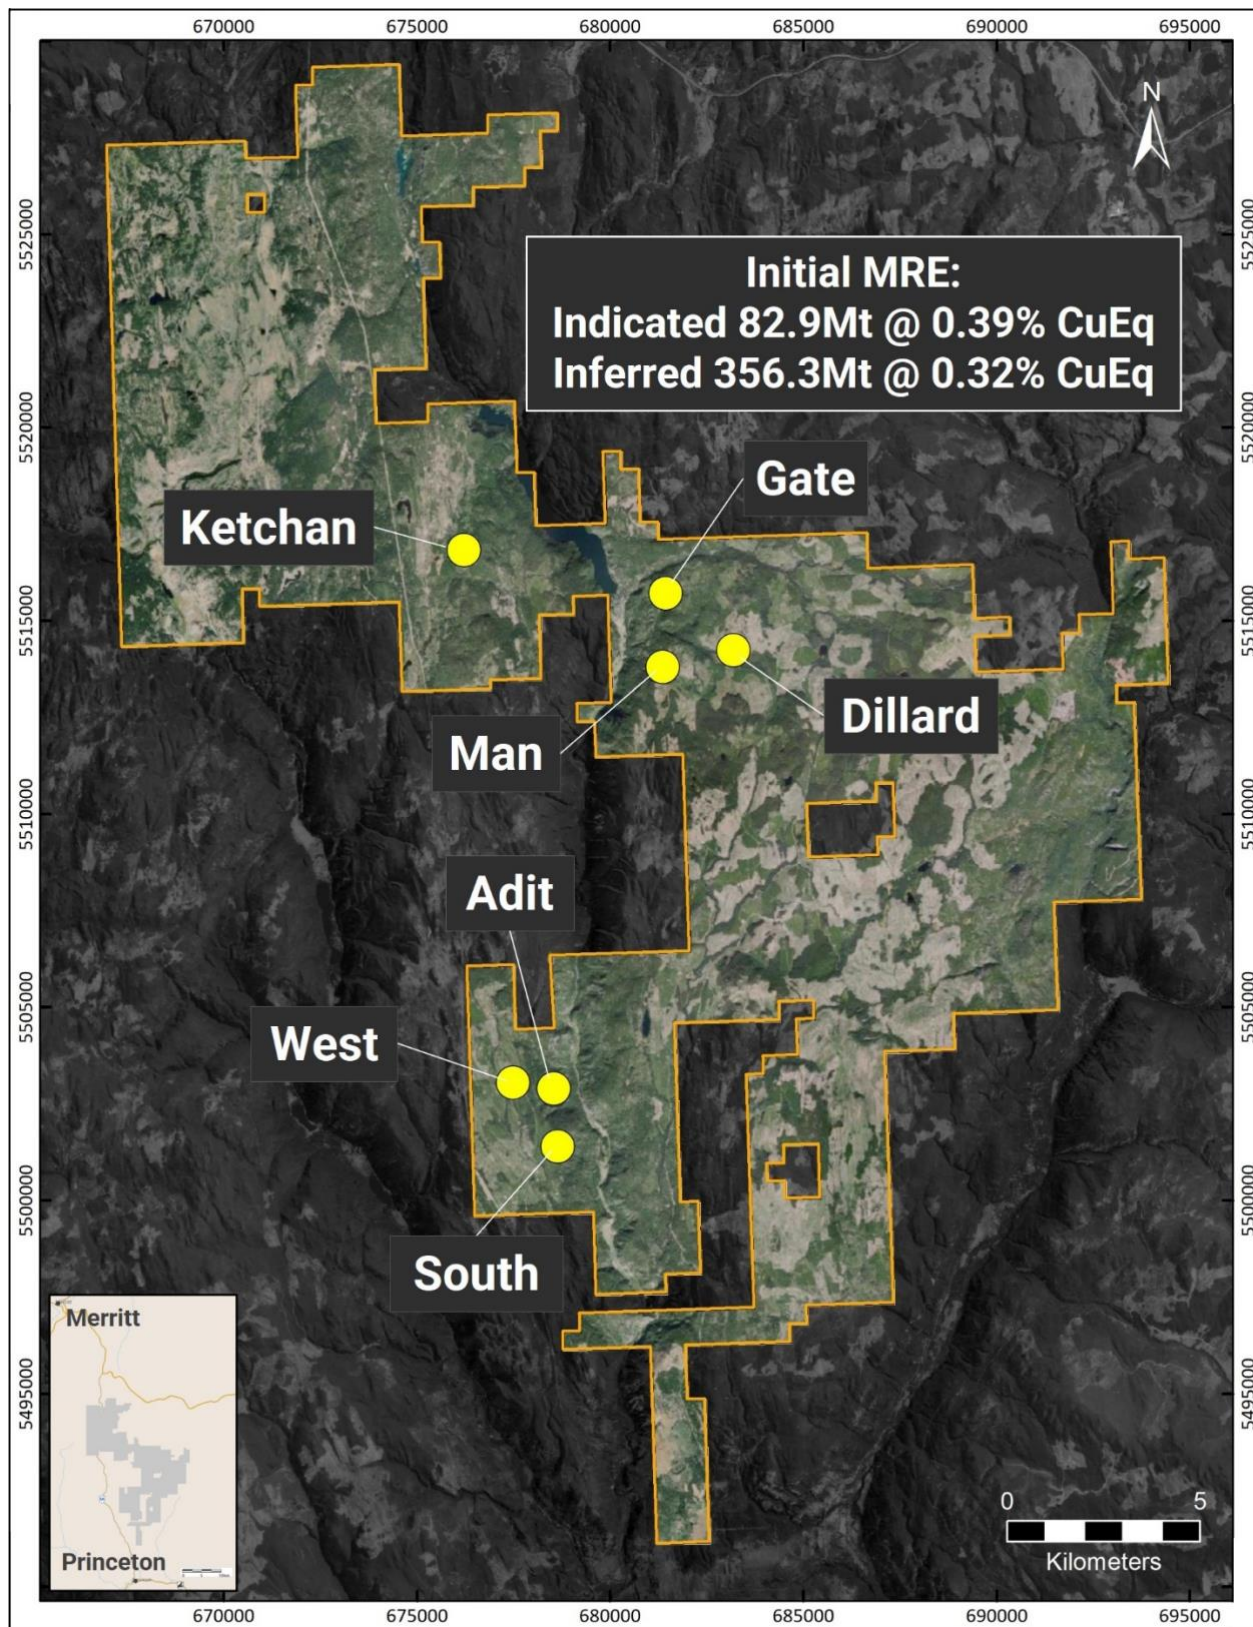 670000 675000 680000 685000 690000 695000
N
5525000 5525000
Initial MRE:
Indicated 82.9Mt @ 0.39% CuEq
Inferred 356.3Mt @ 0.32% CuEq
5520000 5520000
Gate
Ketchan
5515000 5515000
Dillard
Man
5510000 5510000
Adit
5505000 5505000
West
5500000 5500000
South
Merritt
5495000 5495000
0 5
Kilometers
Princeton
670000 675000 680000 685000 690000 695000